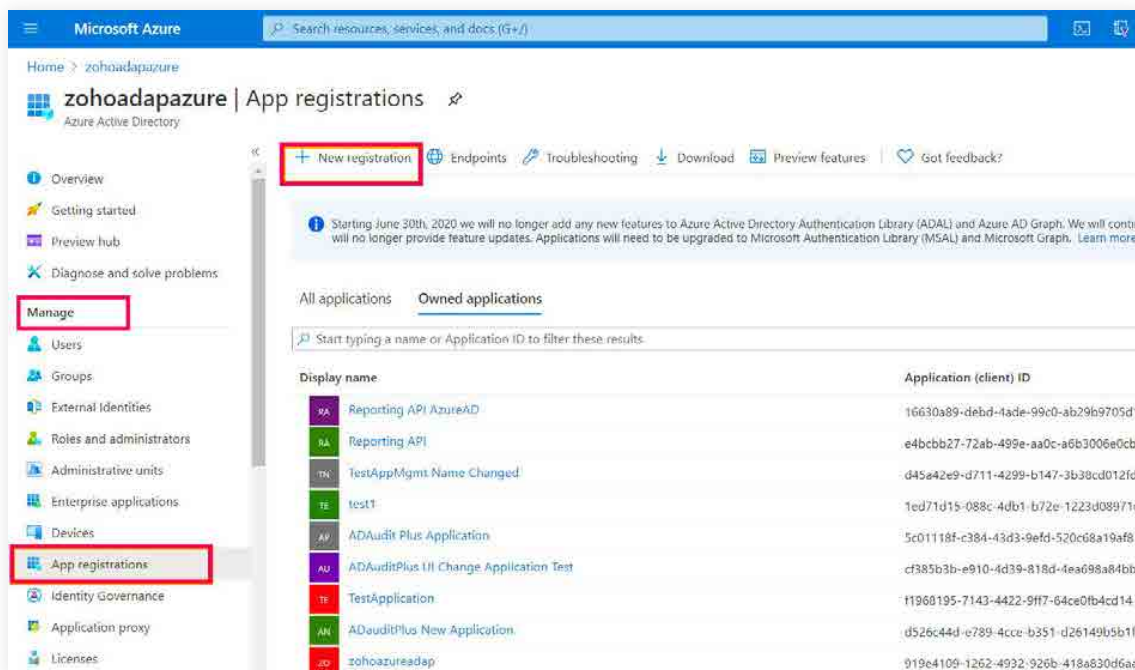 Microsoft Azure
Search resources, services, and docs (G+/)
Home > zohoadapazure
zohoadapazure | App registrations
Azure Active Directory
«
New registration
Endpoints
Troubleshooting
Download
Preview features
Got feedback?
Overview
Getting started
Preview hub
Diagnose and solve problems
Manage
Users
Groups
External Identities
Roles and administrators
Administrative units
Enterprise applications
Devices
App registrations
Identity Governance
Application proxy
Licenses
Starting June 30th, 2020 we will no longer add any new features to Azure Active Directory Authentication Library (ADAL) and Azure AD Graph. We will conti
will no longer provide feature updates. Applications will need to be upgraded to Microsoft Authentication Library (MSAL) and Microsoft Graph. Learn more
All applications Owned applications
Start typing a name or Application ID to filter these results
Display name Application (client) ID
RA Reporting API AzureAD 16630a89-debd-4ade-99c0-ab29b9705d
RA Reporting API e4bcbb27-72ab-499e-aa0c-a6b3006e0cb
TN TestAppMgmt Name Changed d45a42e9-d711-4299-b147-3b38cd012fd
TE test1 1ed71d15-088c-4db1-b72e-1223d08971
AP ADAudit Plus Application 5c01118f-c384-43d3-9efd-520c68a19af8
AU ADAuditPlus UI Change Application Test cf385b3b-e910-4d39-818d-4ea698a84bb
TE TestApplication f1968195-7143-4422-9ff7-64ce0fb4cd14
AN ADauditPlus New Application d526c44d-e789-4cce-b351-d26149b5b1f
ZO zohoazureadap 919e4109-1262-4932-926b-418a830d6a